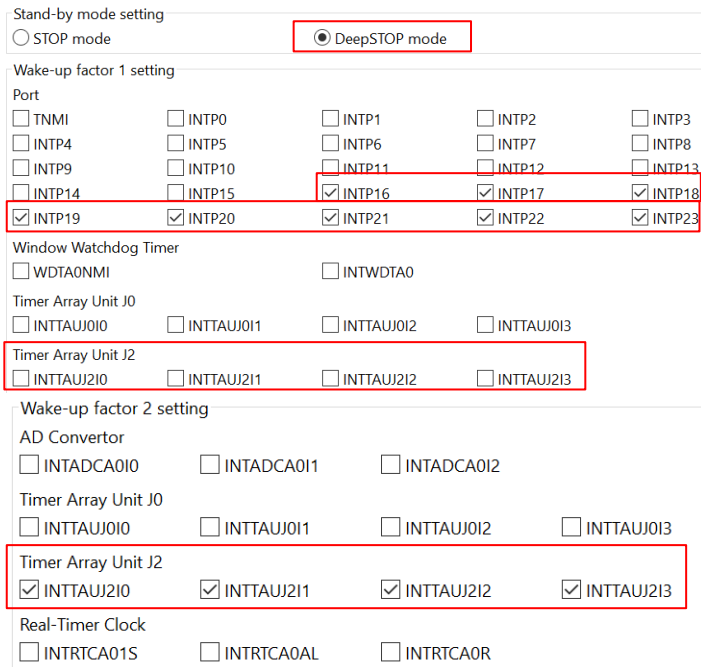 Stand-by mode setting
STOP mode DeepSTOP mode
Wake-up factor 1 setting
Port
TNMI INTP0 INTP1 INTP2 INTP3
INTP4 INTP5 INTP6 INTP7 INTP8
INTP9 INTP10 INTP11 INTP12 INTP13
INTP14 INTP15 INTP16 INTP17 INTP18
INTP19 INTP20 INTP21 INTP22 INTP23
Window Watchdog Timer
WDTA0NMI INTWDTA0
Timer Array Unit J0
INTTAUJ0I0 INTTAUJ0I1 INTTAUJ0I2 INTTAUJ0I3
Timer Array Unit J2
INTTAUJ2I0 INTTAUJ2I1 INTTAUJ2I2 INTTAUJ2I3
Wake-up factor 2 setting
AD Convertor
INTADCA0I0 INTADCA0I1 INTADCA0I2
Timer Array Unit J0
INTTAUJ0I0 INTTAUJ0I1 INTTAUJ0I2 INTTAUJ0I3
Timer Array Unit J2
INTTAUJ2I0 INTTAUJ2I1 INTTAUJ2I2 INTTAUJ2I3
Real-Timer Clock
INTRTCA01S INTRTCA0AL INTRTCA0R